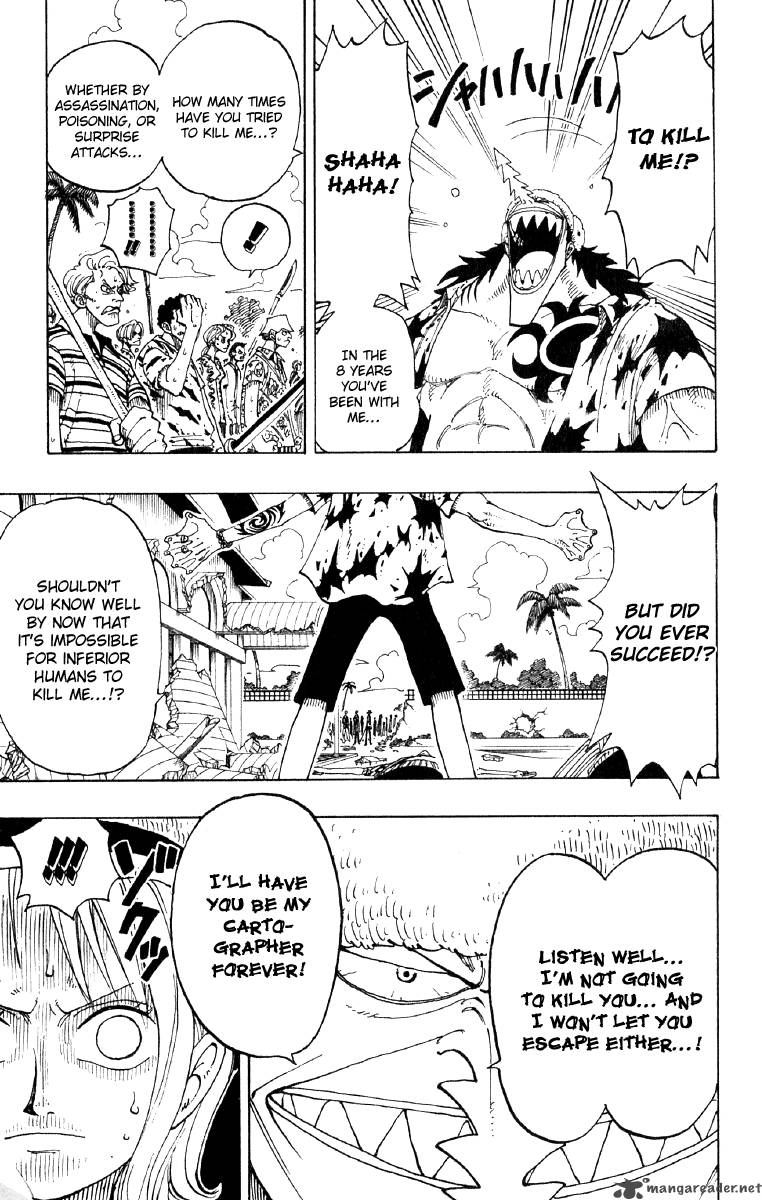 TO KILL
ME!?
シャハハハハハ
SHAHA
HAHA!
IN THE
8 YEARS
YOU'VE
BEEN WITH
ME...
HOW MANY TIMES
HAVE YOU TRIED
TO KILL ME...?
WHETHER BY
ASSASSINATION,
POISONING, OR
SURPRISE
ATTACKS...
!!
!!
BUT DID
YOU EVER
SUCCEED!?
SHOULDN'T
YOU KNOW WELL
BY NOW THAT
IT'S IMPOSSIBLE
FOR INFERIOR
HUMANS TO
KILL ME...!?
LISTEN WELL...
I'M NOT GOING
TO KILL YOU... AND
I WON'T LET YOU
ESCAPE EITHER...!
I'LL HAVE
YOU BE MY
CARTO-
GRAPHER
FOREVER!
ゾクッ
!!!
mangareader.net